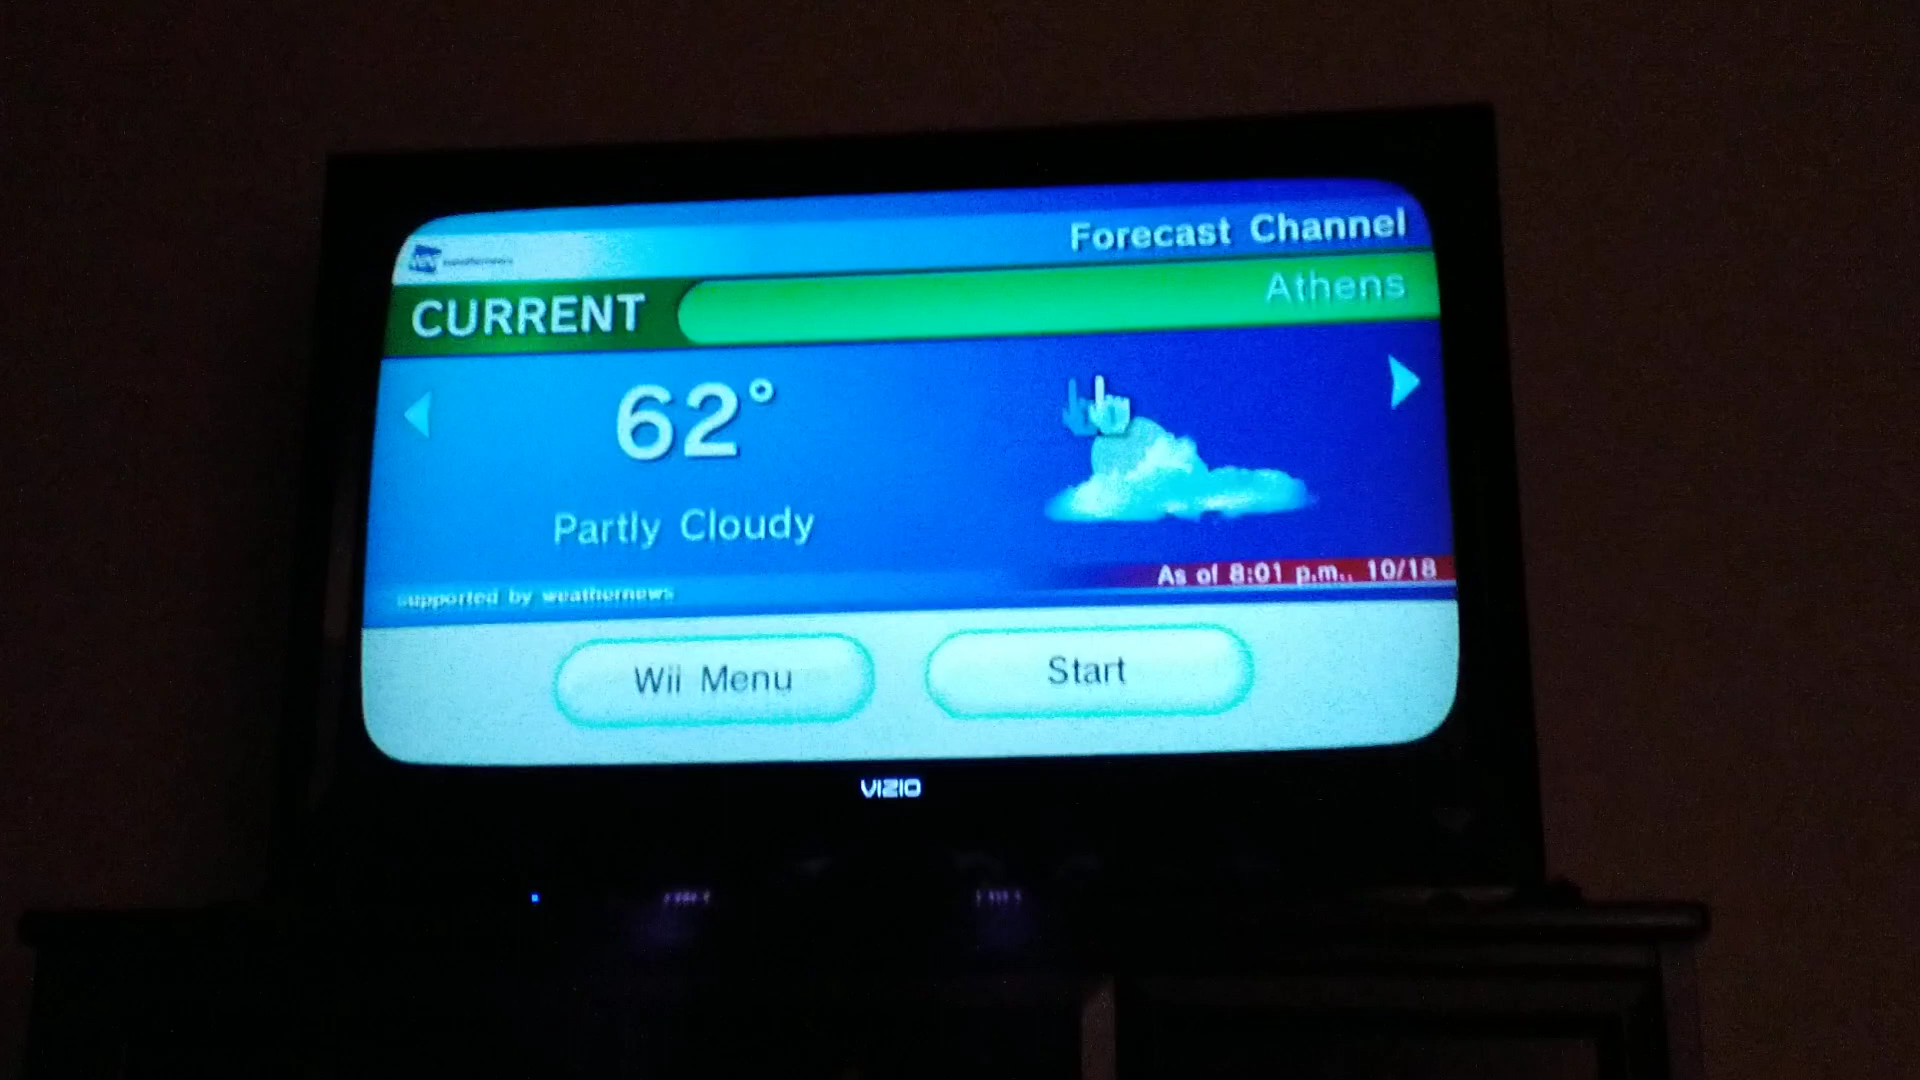 Forecast Channel
weathernews
CURRENT
Athens
62°
Partly Cloudy
As of 8:01 p.m., 10/18
supported by weathernews
Wii Menu
Start
VIZIO